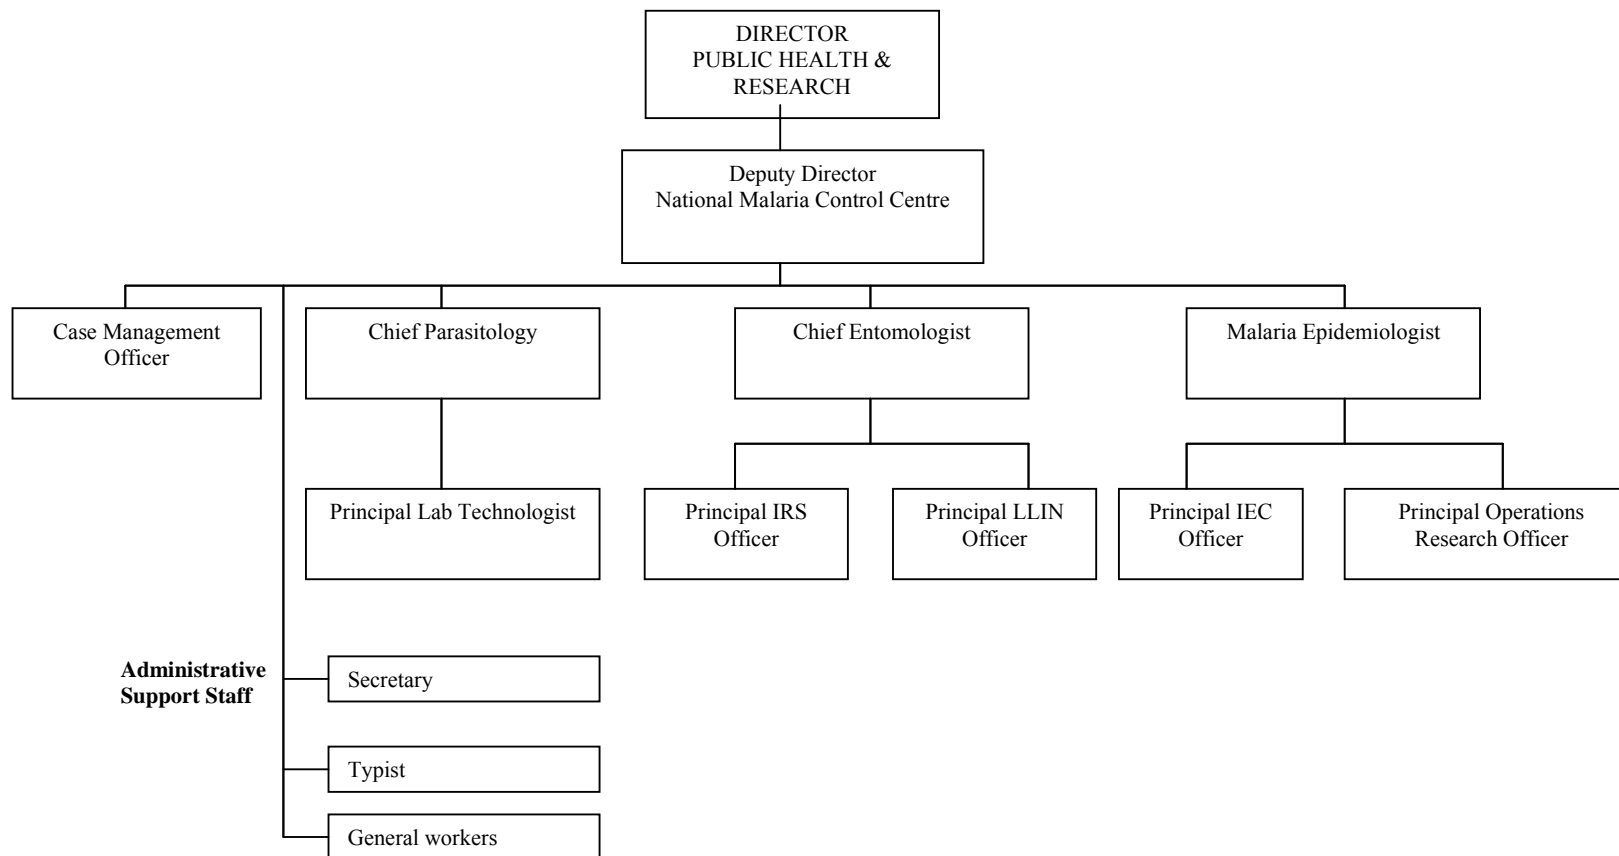 DIRECTOR
PUBLIC HEALTH &
RESEARCH
Deputy Director
National Malaria Control Centre
Case Management
Officer
Chief Parasitology
Chief Entomologist
Malaria Epidemiologist
Principal Lab Technologist
Principal IRS
Officer
Principal LLIN
Officer
Principal IEC
Officer
Principal Operations
Research Officer
Administrative
Support Staff
Secretary
Typist
General workers